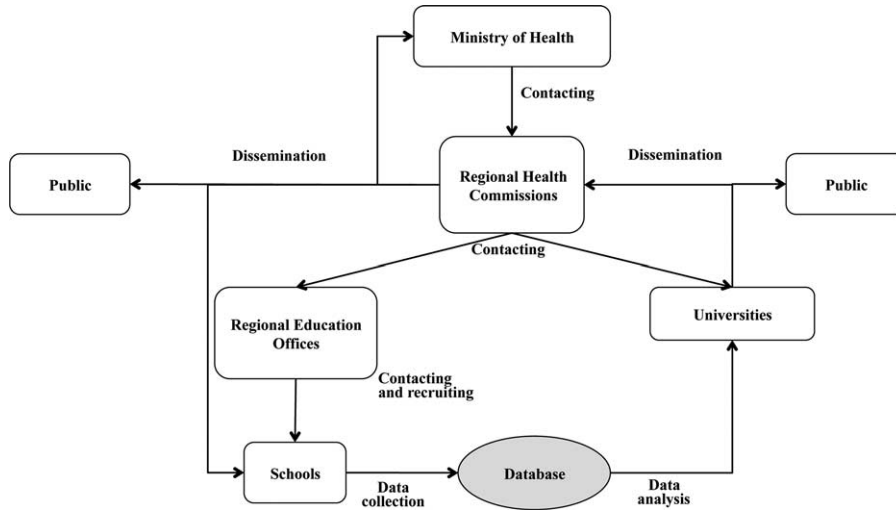 Ministry of Health
Contacting
Dissemination
Dissemination
Public
Regional Health
Commissions
Public
Contacting
Regional Education
Offices
Universities
Contacting
and recruiting
Schools
Database
Data
collection
Data
analysis